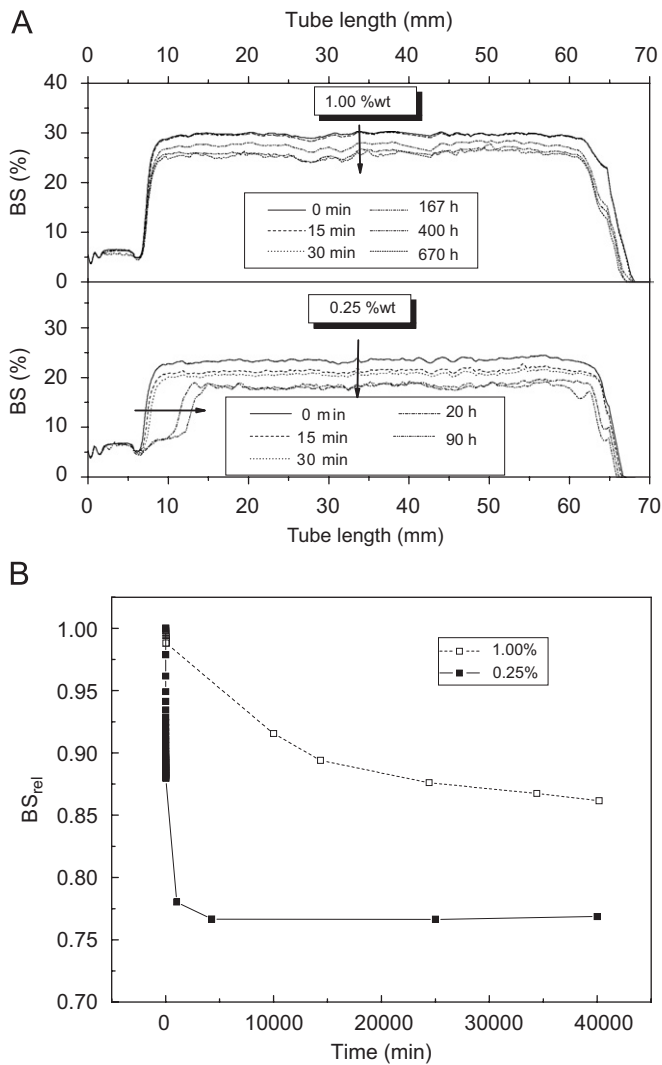 A
Tube length (mm)
0 10 20 30 40 50 60 68 70
40
30
20
10
0
BS (%)
1.00 %wt
0 min 167 h
15 min 400 h
30 min 670 h
0.25 %wt
30
20
10
0
BS (%)
0 min 20 h
15 min 90 h
30 min
0 10 20 30 40 50 60 70
Tube length (mm)
B
1.00
0.95
0.90
0.85
0.80
0.75
0.70
BSrel
1.00%
0.25%
0 10000 20000 30000 40000
Time (min)